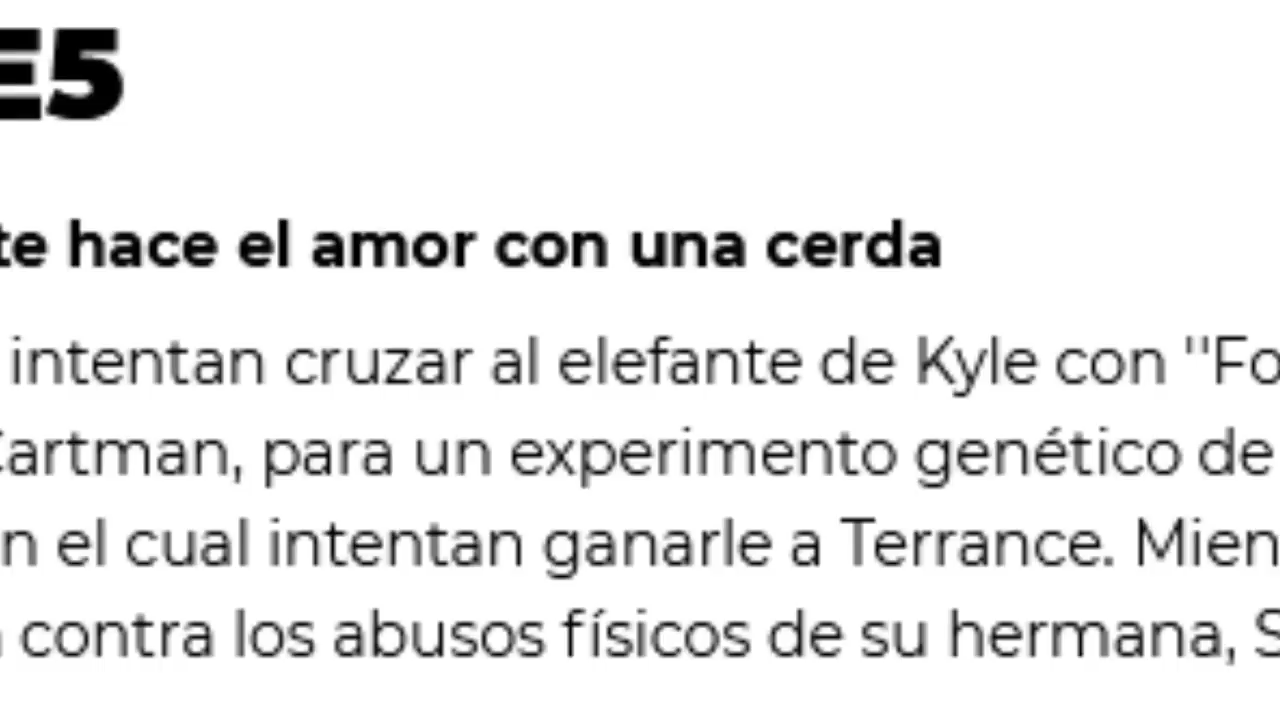 E5
te hace el amor con una cerda
intentan cruzar al elefante de Kyle con "Fo
Cartman, para un experimento genético de
n el cual intentan ganarle a Terrance. Mien
contra los abusos físicos de su hermana, S